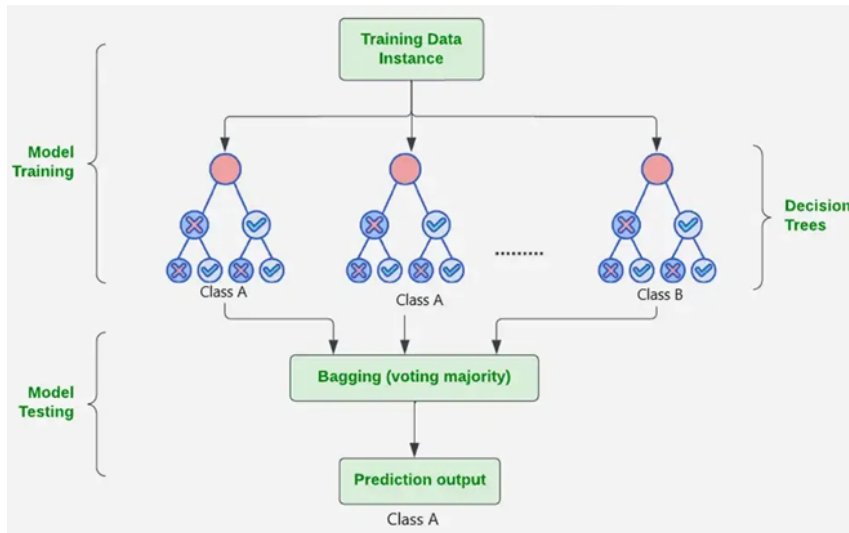 Training Data
Instance
Model
Training
Decision
Trees
.........
Class A
Class A
Class B
Bagging (voting majority)
Model
Testing
Prediction output
Class A